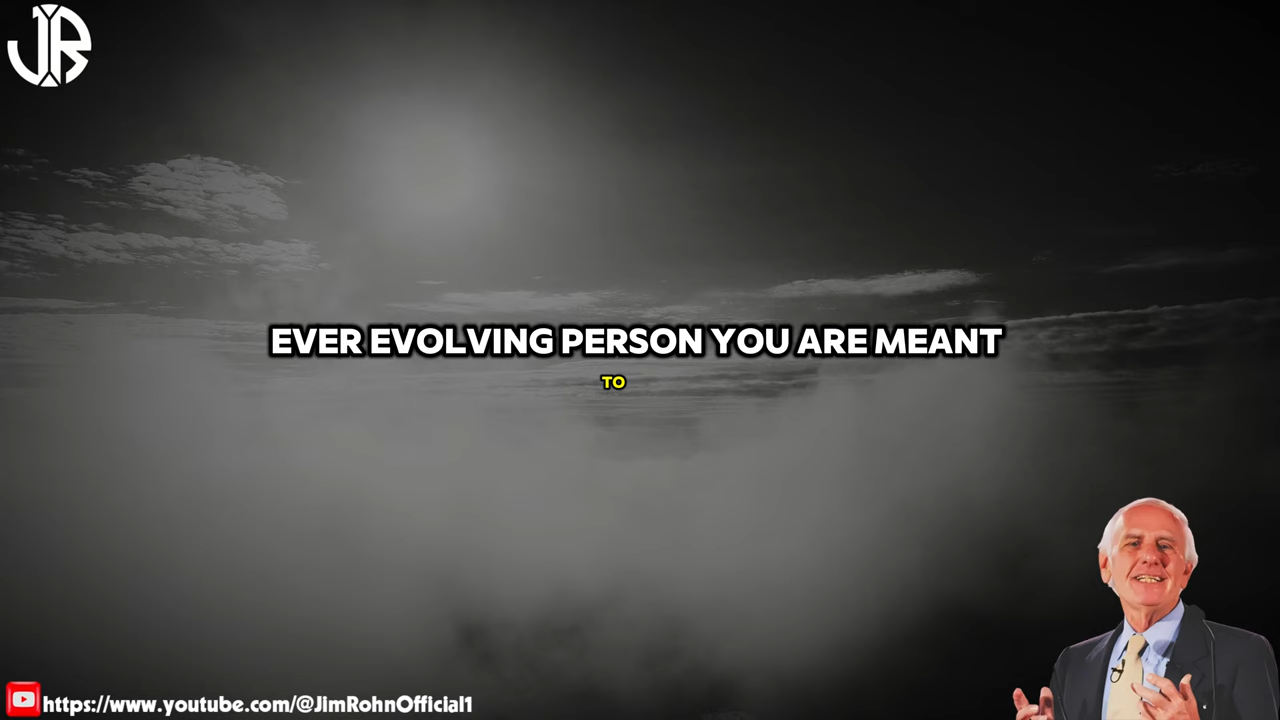 JR
EVER EVOLVING PERSON YOU ARE MEANT
TO
https://www.youtube.com/@JimRohnOfficial1